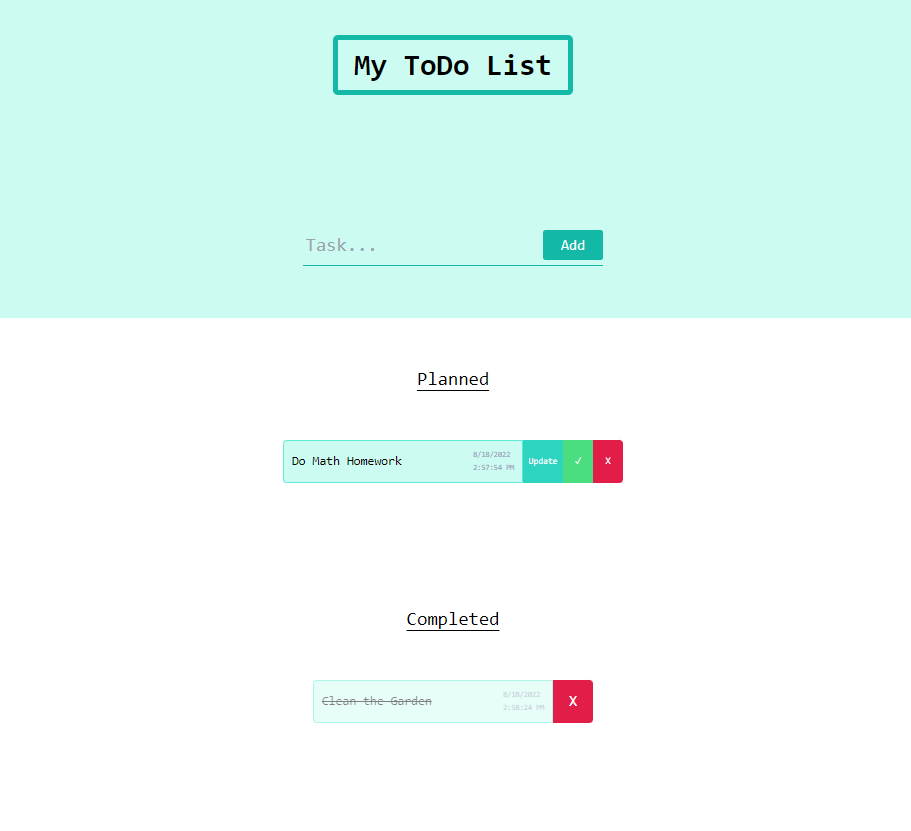 My ToDo List
Task... Add
Planned
Do Math Homework 8/18/2022 2:57:54 PM Update ✓ X
Completed
Clean the Garden 8/18/2022 2:58:24 PM X